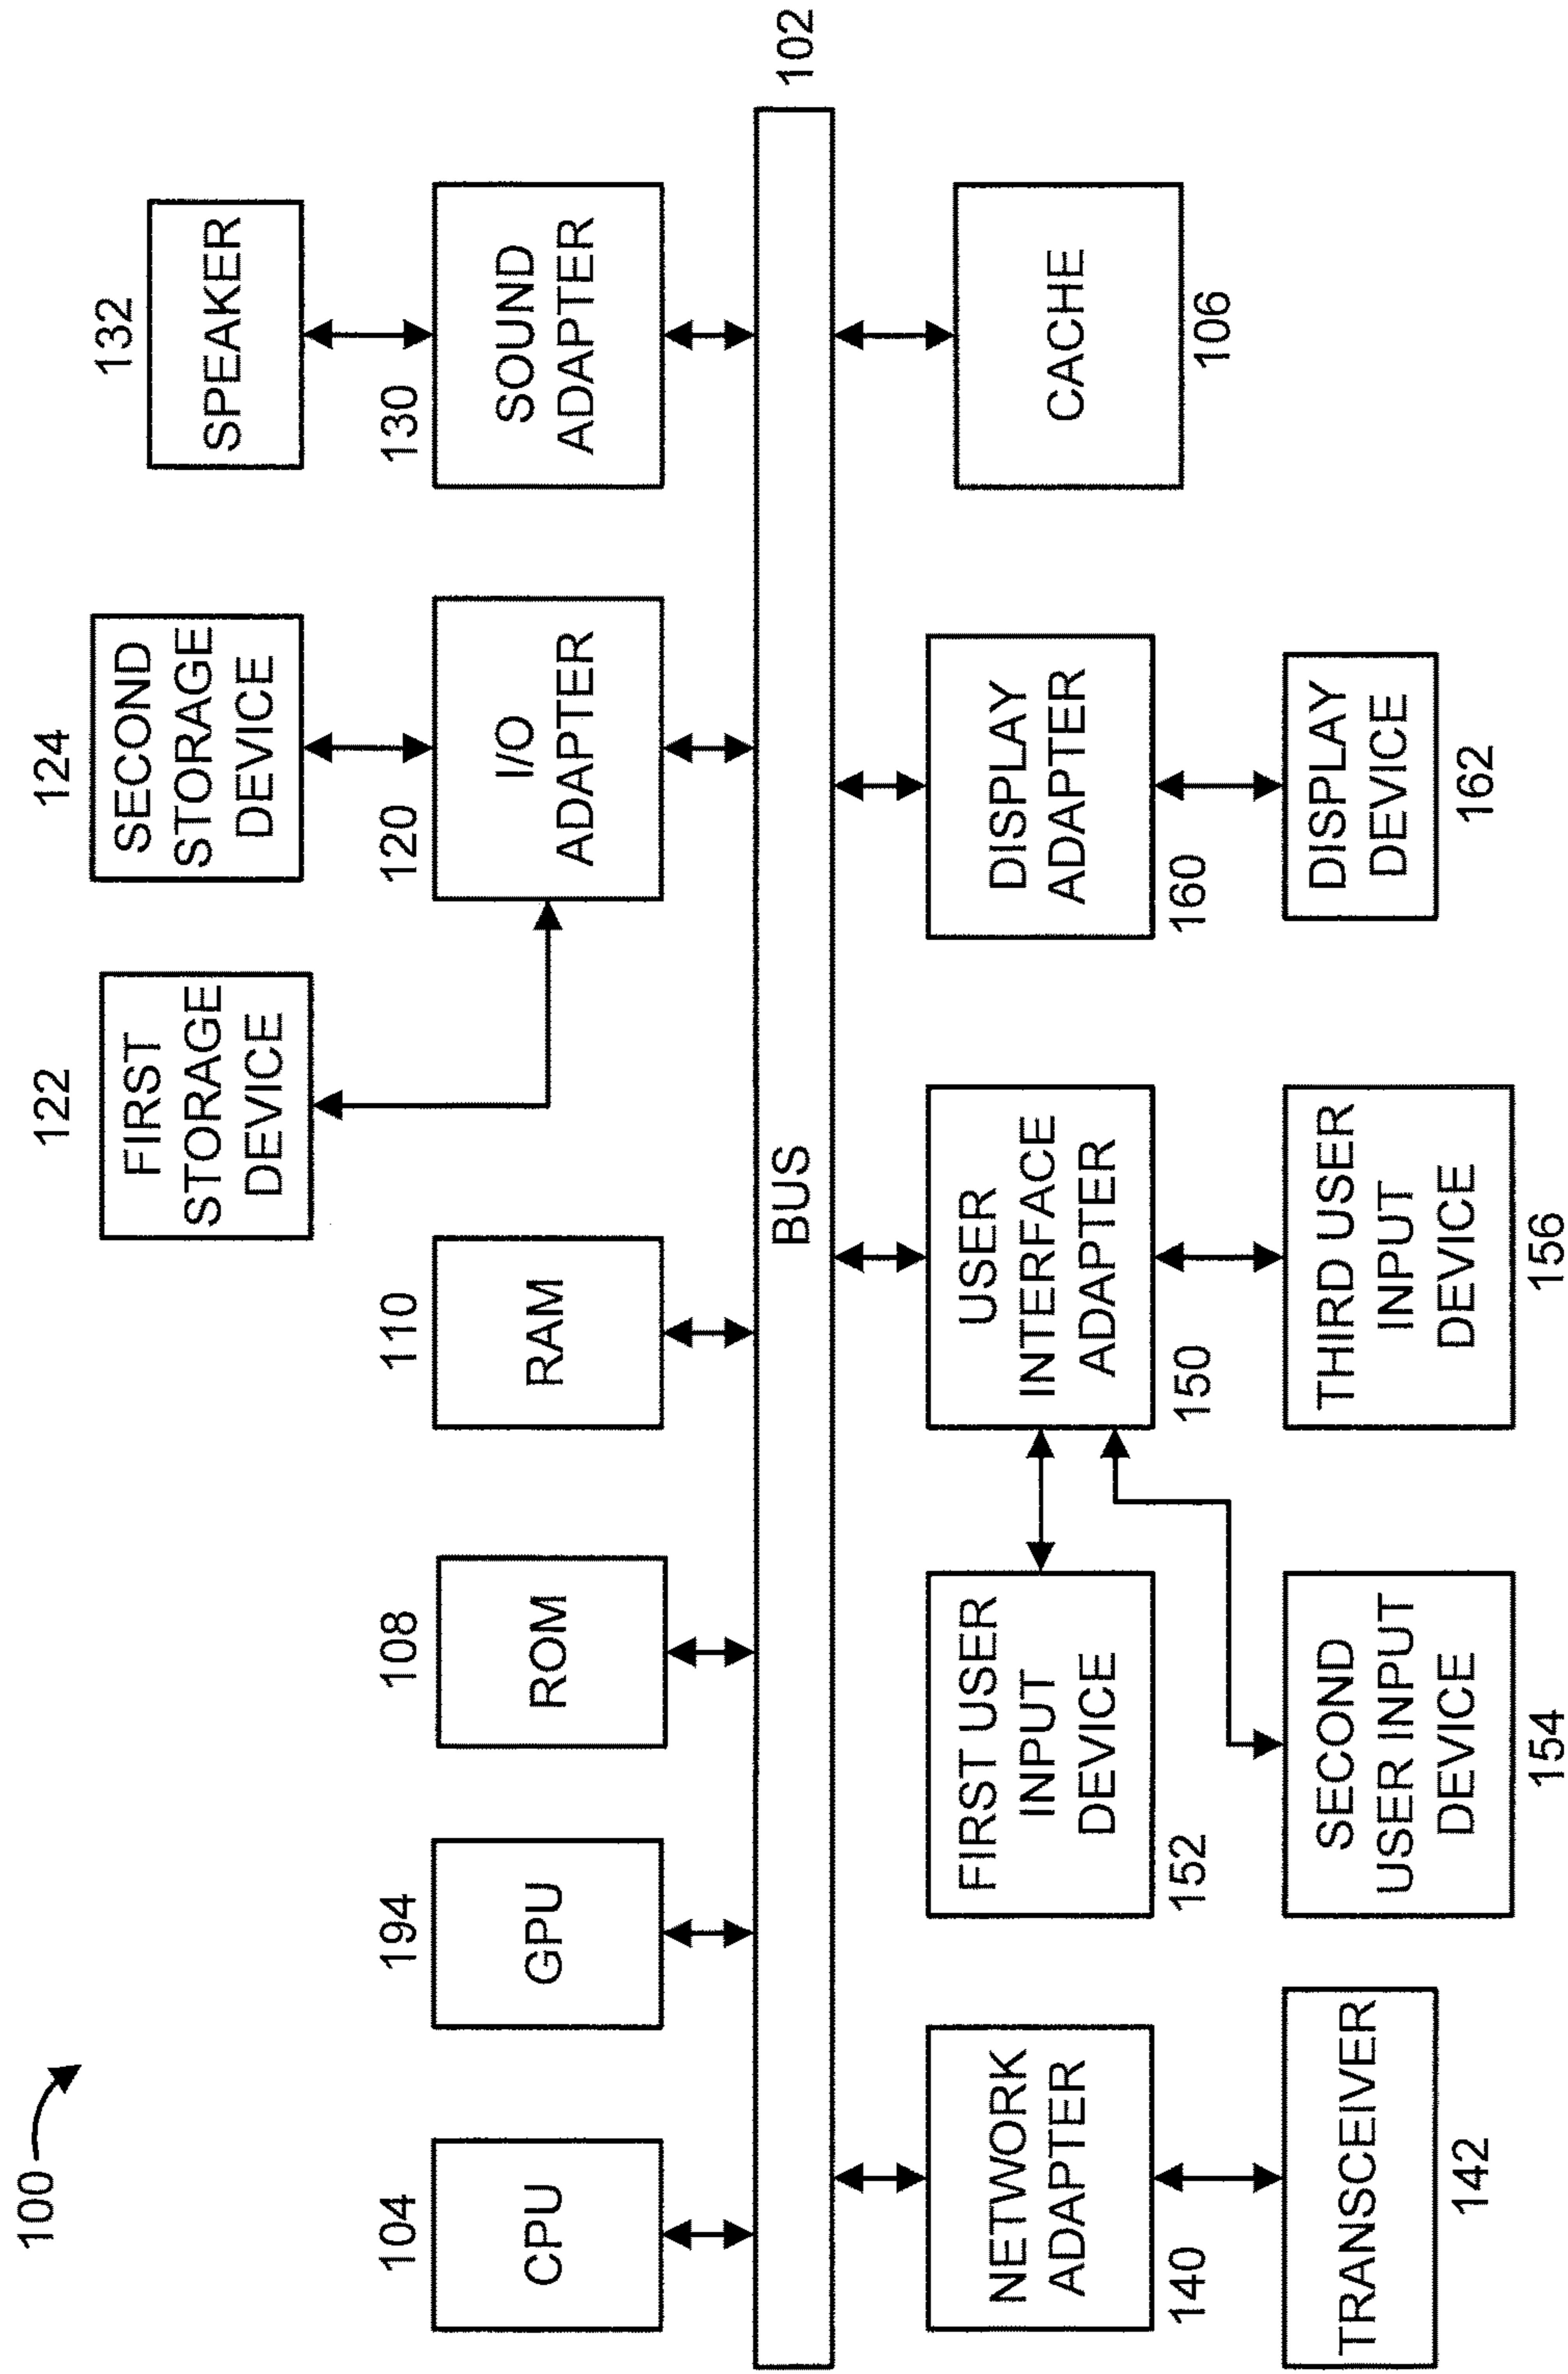 100
132
SPEAKER
124
SECOND
STORAGE
DEVICE
122
FIRST
STORAGE
DEVICE
104
CPU
194
GPU
108
ROM
110
RAM
120
I/O
ADAPTER
130
SOUND
ADAPTER
BUS
102
NETWORK
ADAPTER
140
FIRST USER
INPUT
DEVICE
152
USER
INTERFACE
ADAPTER
150
DISPLAY
ADAPTER
160
CACHE
106
TRANSCEIVER
142
SECOND
USER INPUT
DEVICE
154
THIRD USER
INPUT
DEVICE
156
DISPLAY
DEVICE
162